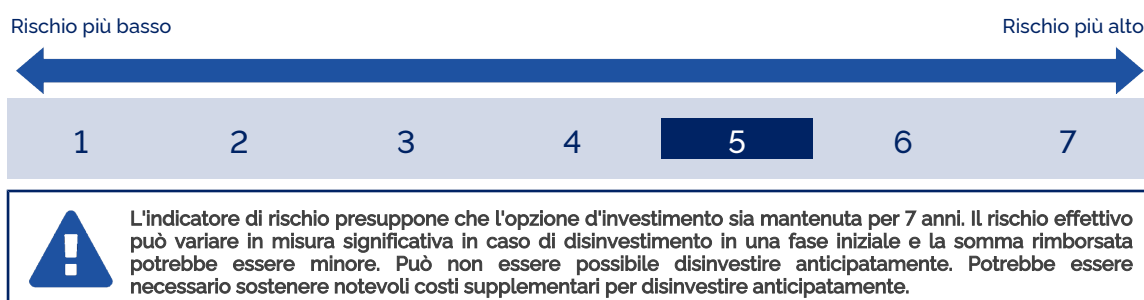 Rischio più basso Rischio più alto
1 2 3 4 5 6 7
L'indicatore di rischio presuppone che l'opzione d'investimento sia mantenuta per 7 anni. Il rischio effettivo
può variare in misura significativa in caso di disinvestimento in una fase iniziale e la somma rimborsata
potrebbe essere minore. Può non essere possibile disinvestire anticipatamente. Potrebbe essere
necessario sostenere notevoli costi supplementari per disinvestire anticipatamente.